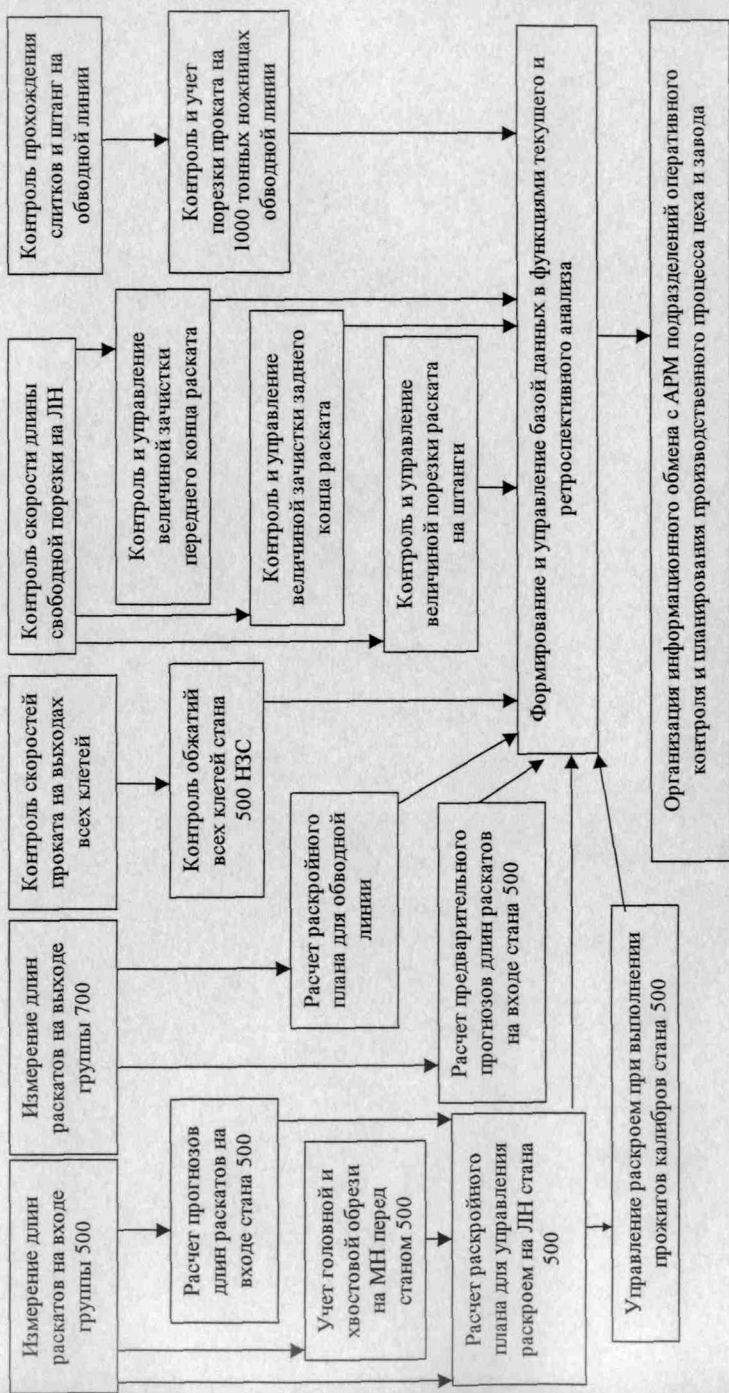 Измерение длин
раскатов на входе
группы 500
Измерение длин
раскатов на выходе
группы 700
Контроль скоростей
проката на выходах
всех клетей
Контроль скорости длины
свободной порезки на ЛН
Контроль прохождения
слитков и штанг на
обводной линии
Расчет прогнозов
длин раскатов на
входе стана 500
Контроль обжатий
всех клетей стана
500 НЗС
Контроль и управление
величиной зачистки
переднего конца раската
Контроль и учет
порезки проката на
1000 тонных ножницах
обводной линии
Учет головной и
хвостовой обрези
на МН перед
станом 500
Расчет раскройного
плана для обводной
линии
Контроль и управление
величиной зачистки заднего
конца раската
Расчет раскройного
плана для управления
раскроем на ЛН стана
500
Расчет предварительного
прогнозов длин раскатов
на входе стана 500
Контроль и управление
величиной порезки раската
на штанги
Управление раскроем при выполнении
прожигов калибров стана 500
Формирование и управление базой данных в функциями текущего и
ретроспективного анализа
Организация информационного обмена с АРМ подразделений оперативного
контроля и планирования производственного процесса цеха и завода